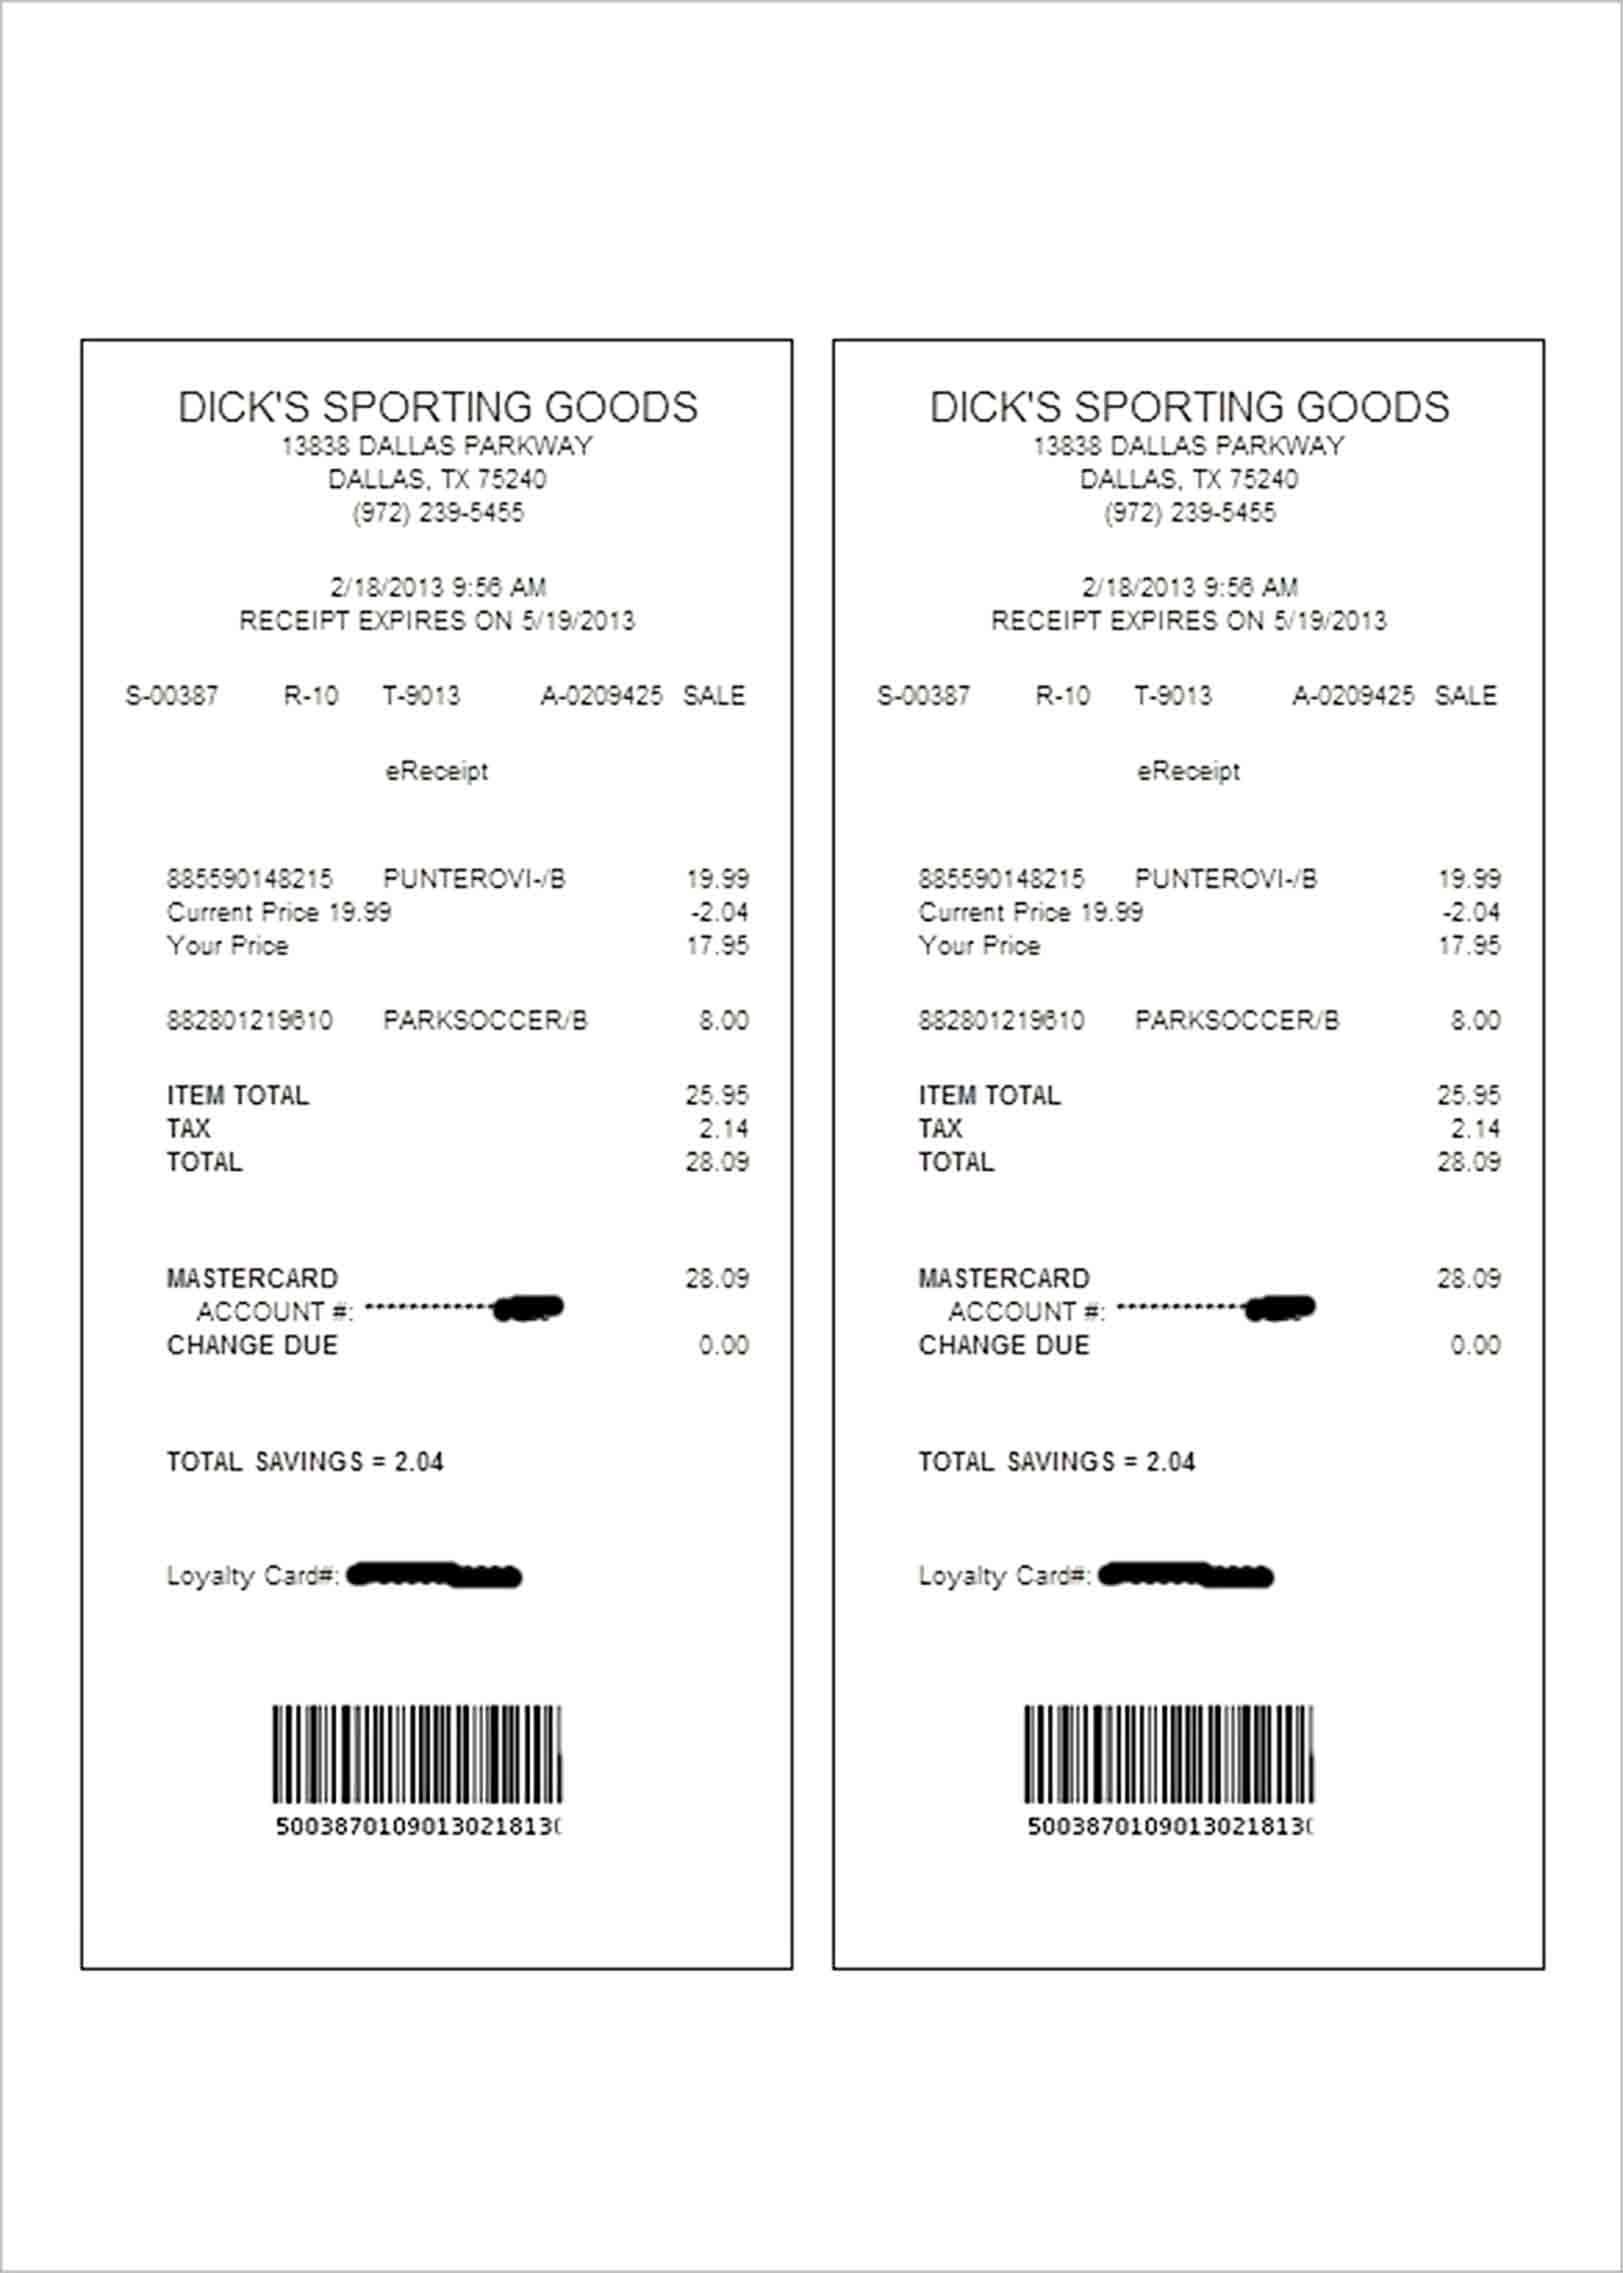 DICK'S SPORTING GOODS
13838 DALLAS PARKWAY
DALLAS, TX 75240
(972) 239-5455
2/18/2013 9:56 AM
RECEIPT EXPIRES ON 5/19/2013
S-00387 R-10 T-9013 A-0209425 SALE
eReceipt
885590148215 PUNTEROVI-/B 19.99
Current Price 19.99 -2.04
Your Price 17.95
882801219610 PARKSOCCER/B 8.00
ITEM TOTAL 25.95
TAX 2.14
TOTAL 28.09
MASTERCARD 28.09
ACCOUNT #: ************
CHANGE DUE 0.00
TOTAL SAVINGS = 2.04
Loyalty Card#:
5003870109013021813
DICK'S SPORTING GOODS
13838 DALLAS PARKWAY
DALLAS, TX 75240
(972) 239-5455
2/18/2013 9:56 AM
RECEIPT EXPIRES ON 5/19/2013
S-00387 R-10 T-9013 A-0209425 SALE
eReceipt
885590148215 PUNTEROVI-/B 19.99
Current Price 19.99 -2.04
Your Price 17.95
882801219610 PARKSOCCER/B 8.00
ITEM TOTAL 25.95
TAX 2.14
TOTAL 28.09
MASTERCARD 28.09
ACCOUNT #: ************
CHANGE DUE 0.00
TOTAL SAVINGS = 2.04
Loyalty Card#:
5003870109013021813